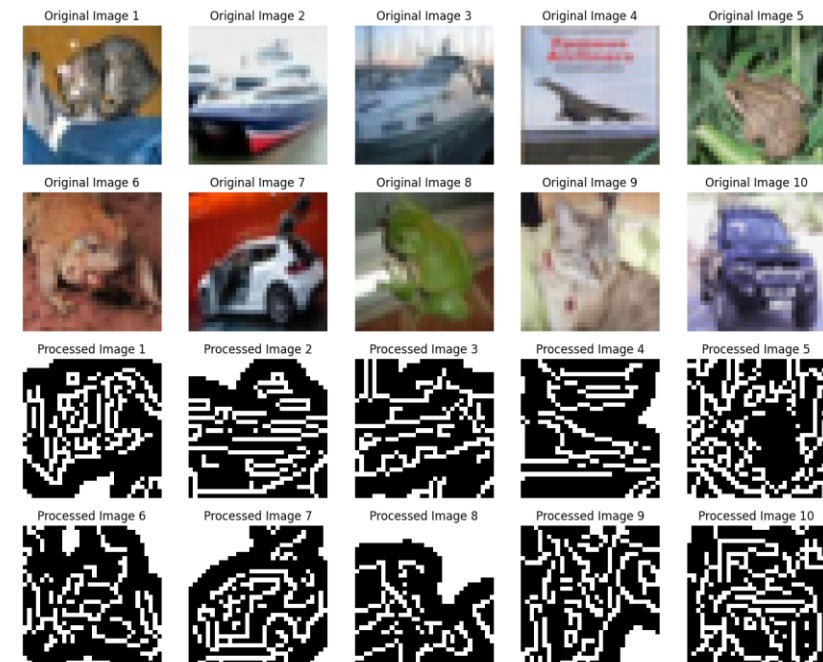 Original Image 1
Original Image 2
Original Image 3
Original Image 4
Original Image 5
Original Image 6
Original Image 7
Original Image 8
Original Image 9
Original Image 10
Processed Image 1
Processed Image 2
Processed Image 3
Processed Image 4
Processed Image 5
Processed Image 6
Processed Image 7
Processed Image 8
Processed Image 9
Processed Image 10